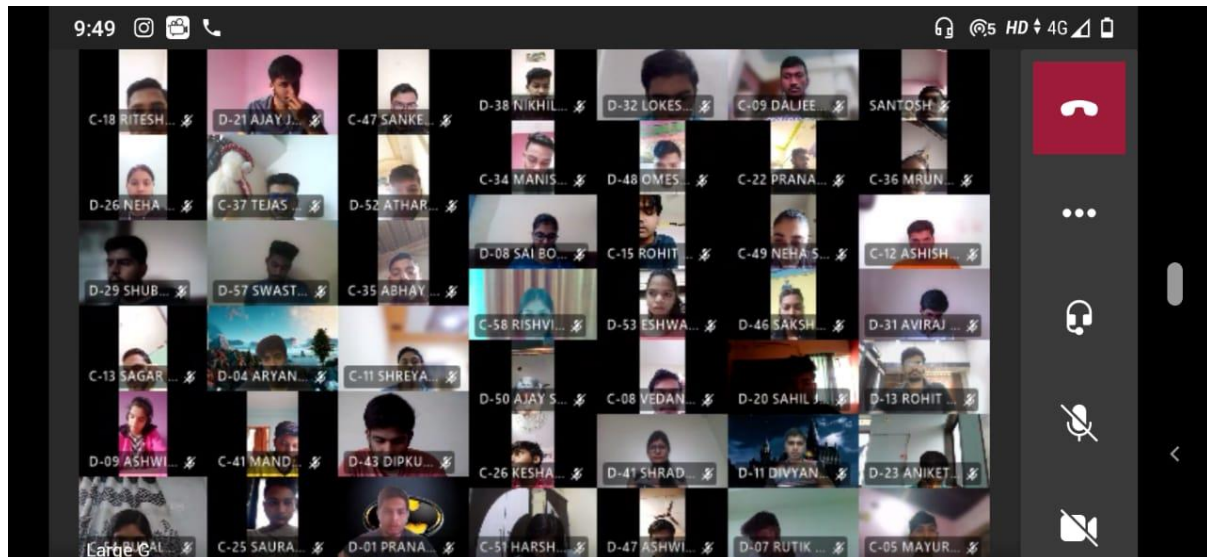 9:49
5 HD 4G
C-18 RITESH...
D-21 AJAY J...
C-47 SANKE...
D-38 NIKHIL...
D-32 LOKES...
C-09 DALJEE...
SANTOSH
C-34 MANIS...
D-48 OMES...
C-22 PRANA...
C-36 MRUN...
D-26 NEHA ...
C-37 TEJAS ...
D-52 ATHAR...
D-08 SAI BO...
C-15 ROHIT ...
C-49 NEHA S...
C-12 ASHISH...
D-29 SHUB...
D-57 SWAST...
C-35 ABHAY ...
C-58 RISHVI...
D-53 ESHWA...
D-46 SAKSH...
D-31 AVIRAJ ...
C-13 SAGAR ...
D-04 ARYAN...
C-11 SHREYA...
D-50 AJAY S...
C-08 VEDAN...
D-20 SAHIL J...
D-13 ROHIT ...
D-09 ASHWI...
C-41 MAND...
D-43 DIPKU...
C-26 KESHA...
D-41 SHRAD...
D-11 DIVYAN...
D-23 ANIKET...
C-25 SAURA...
D-01 PRANA...
C-51 HARSH...
D-47 ASHWI...
D-07 RUTIK ...
C-05 MAYUR...